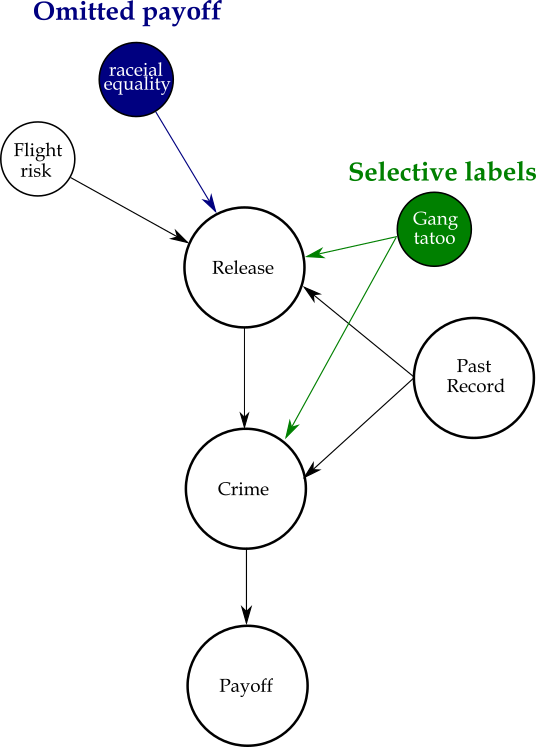 Omitted payoff
raceial
equality
Flight
risk
Selective labels
Gang
tatoo
Release
Past
Record
Crime
Payoff